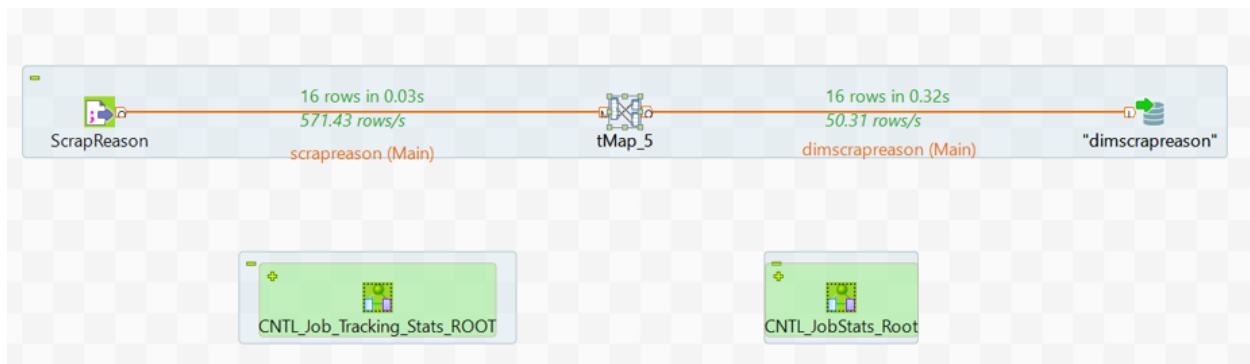 16 rows in 0.03s
16 rows in 0.32s
571.43 rows/s
50.31 rows/s
ScrapReason
tMap_5
"dimscrapreason"
scrapreason (Main)
dimscrapreason (Main)
CNTL_Job_Tracking_Stats_ROOT
CNTL_JobStats_Root